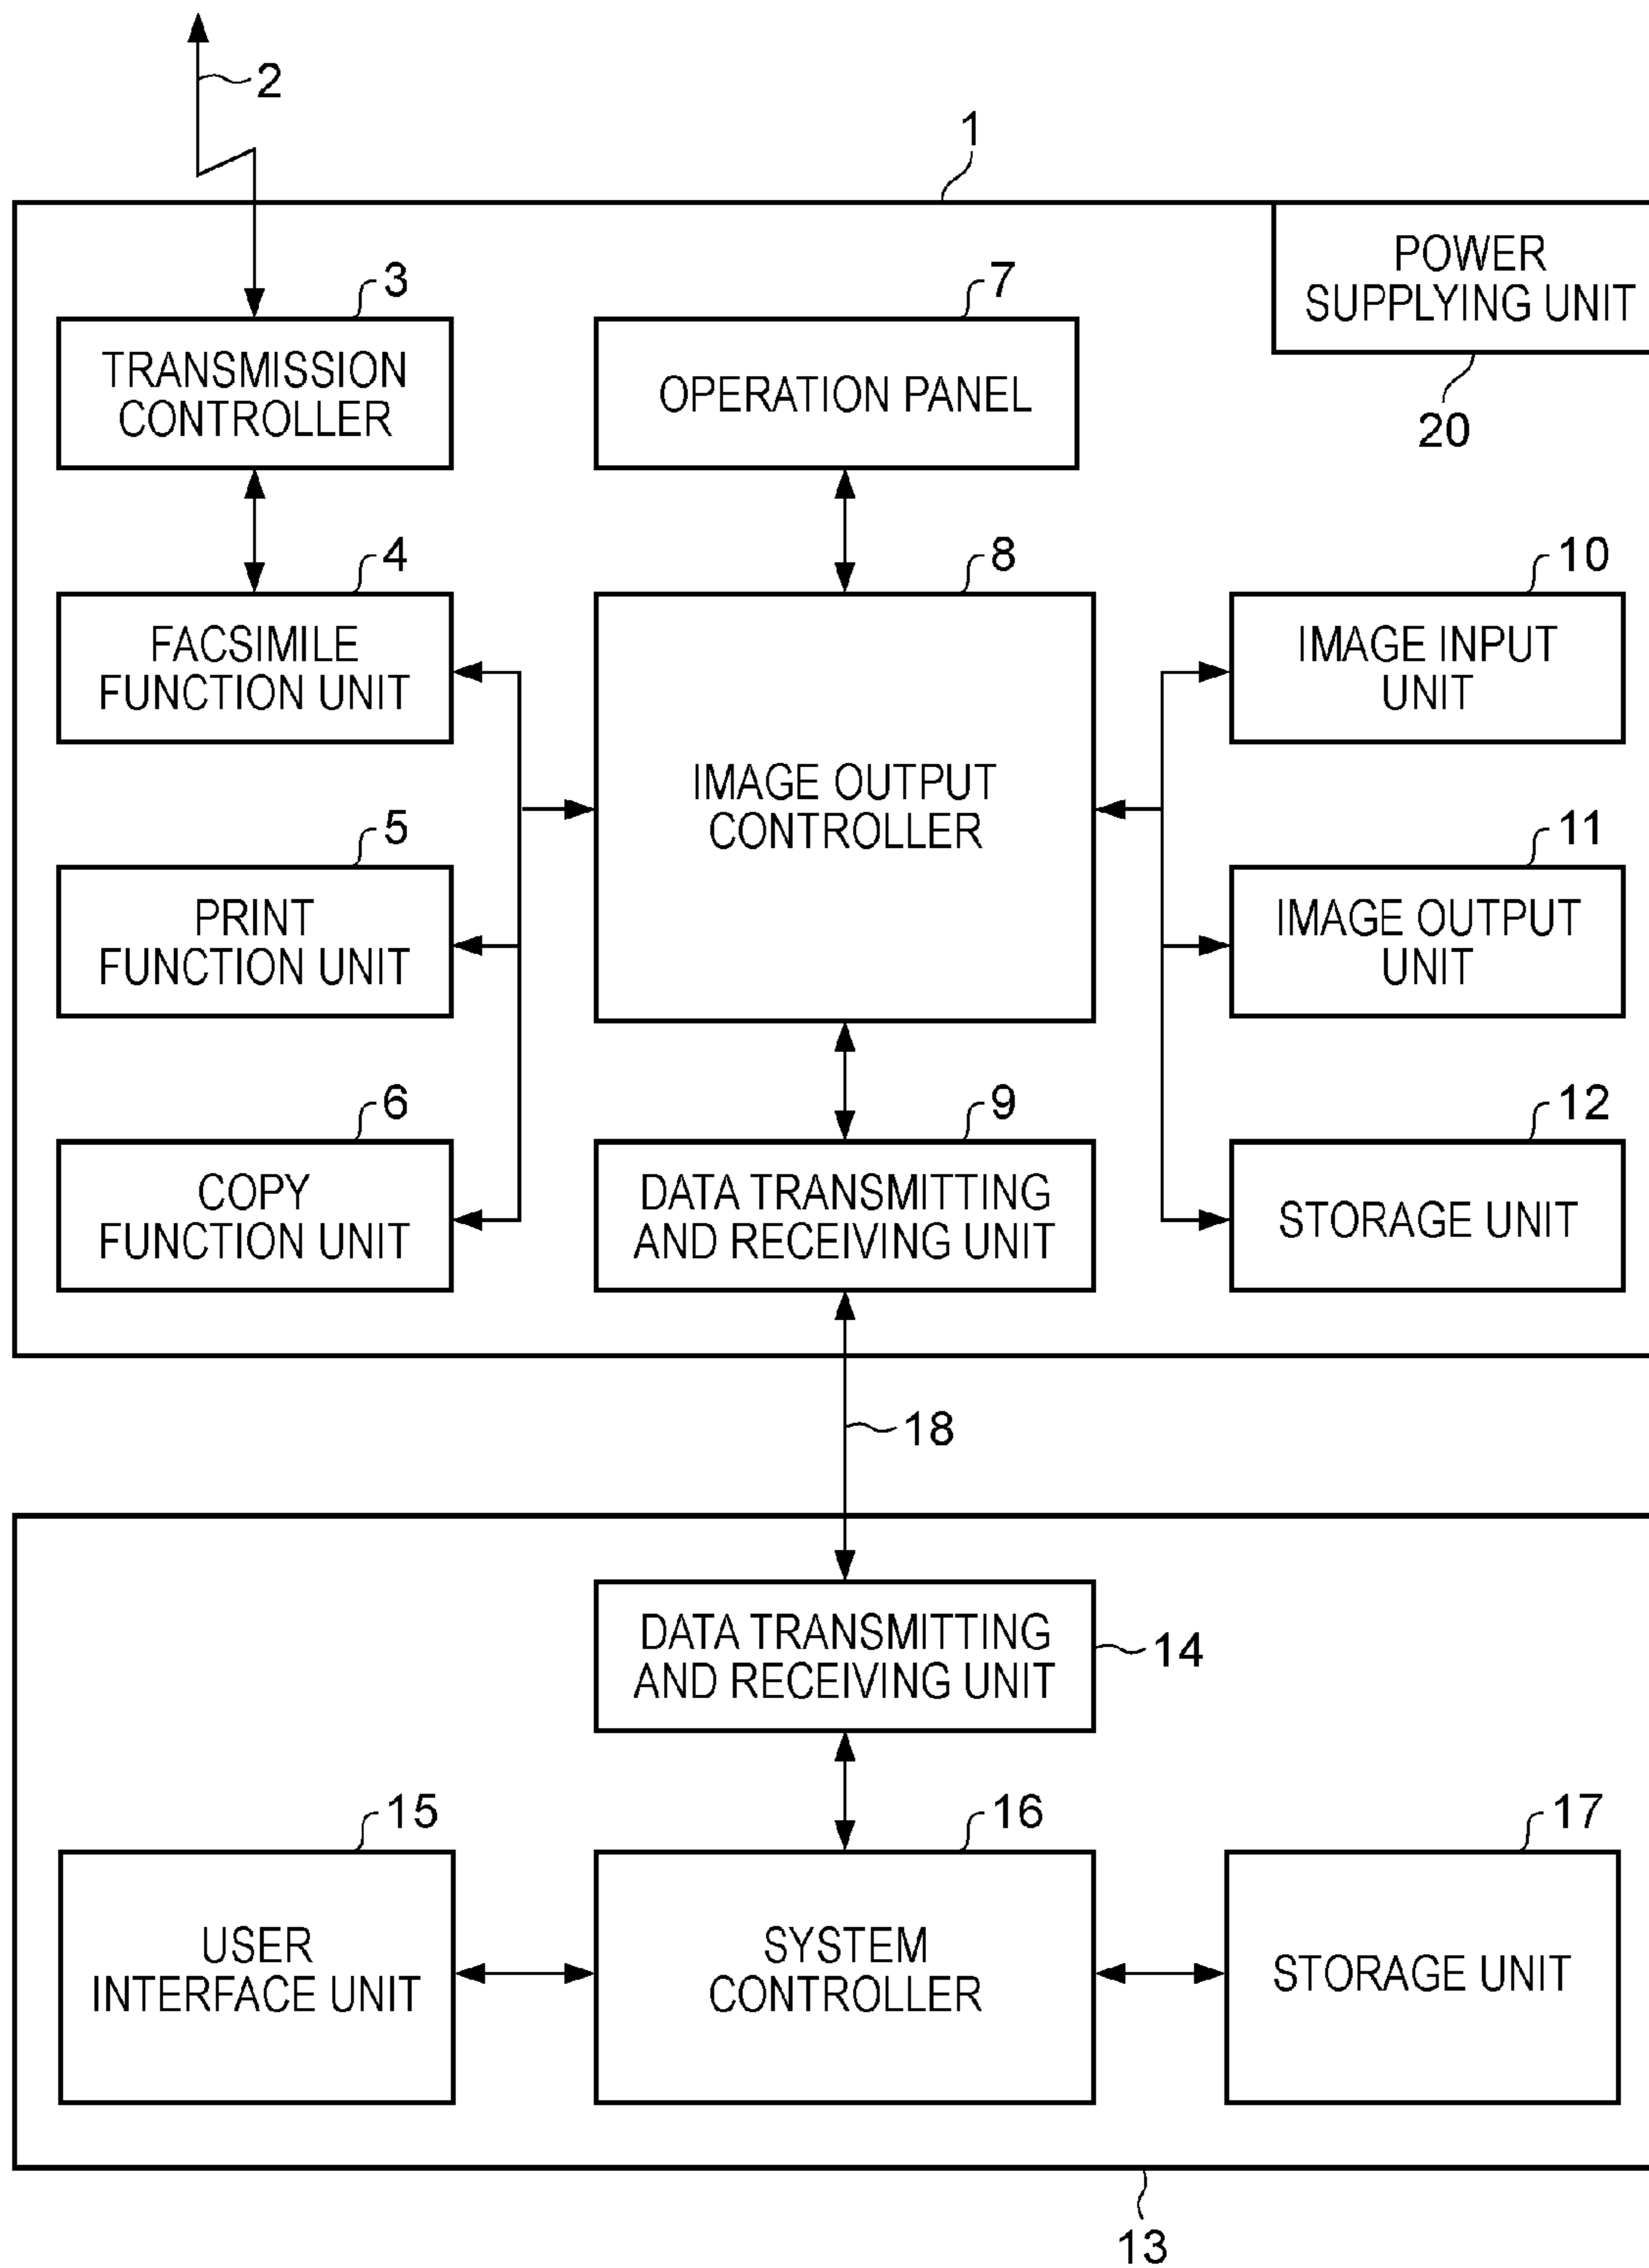 2
1
POWER
SUPPLYING UNIT
20
3
TRANSMISSION
CONTROLLER
7
OPERATION PANEL
4
FACSIMILE
FUNCTION UNIT
8
IMAGE OUTPUT
CONTROLLER
10
IMAGE INPUT
UNIT
5
PRINT
FUNCTION UNIT
11
IMAGE OUTPUT
UNIT
6
COPY
FUNCTION UNIT
9
DATA TRANSMITTING
AND RECEIVING UNIT
12
STORAGE UNIT
18
DATA TRANSMITTING
AND RECEIVING UNIT
14
15
USER
INTERFACE UNIT
16
SYSTEM
CONTROLLER
17
STORAGE UNIT
13